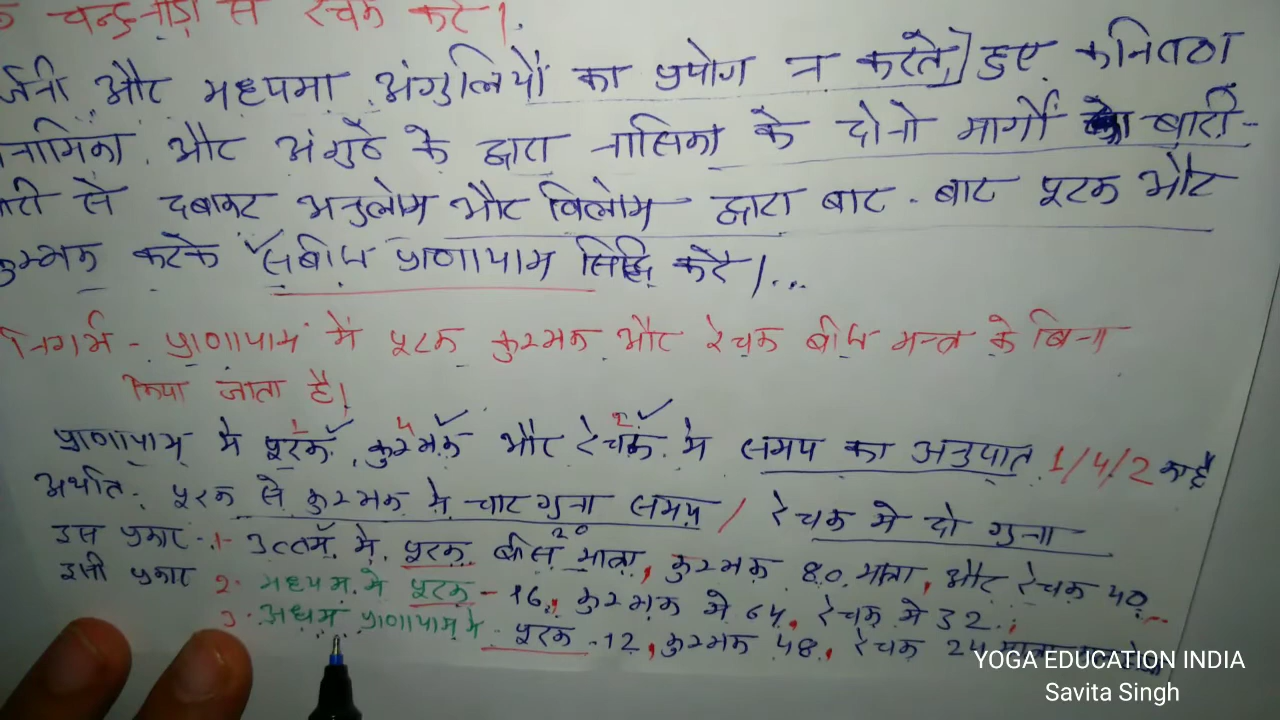 चन्द्रनाड़ी से रेचक करे।
और मध्यमा अंगुलियों का प्रयोग न करते हुए कनिष्ठा
और अंगुठे के द्वारा नासिका के दोनो मार्गों का बारी-
से दबाकर अनुलोम और विलोम द्वारा बार-बार पूरक और
कुम्भक करके सबीज प्राणायाम सिद्धि करे।...
निगर्भ - प्राणायाम में पूरक कुम्भक और रेचक बीज मन्त्र के बिना
किया जाता है।
1 4 2
प्राणायाम में पूरक, कुम्भक और रेचक में समय का अनुपात 1/4/2 का है
अर्थात- पूरक से कुम्भक मे चार गुना समय / रेचक मे दो गुना
20
उस प्रकार- 1- उत्तम मे पूरक बीस मात्रा, कुम्भक 80 मात्रा, और रेचक 40
इसी प्रकार 2. मध्यम मे पूरक - 16, कुम्भक मे 64, रेचक मे 32.
3. अधम प्राणायाम मे - पूरक - 12, कुम्भक 48, रेचक 24
YOGA EDUCATION INDIA
Savita Singh